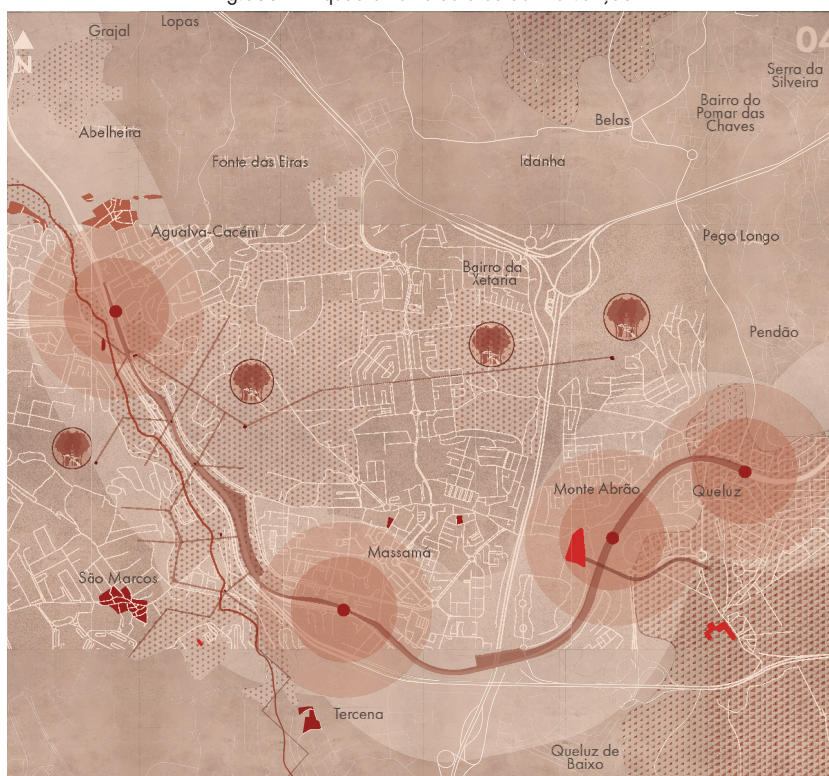 Lopas
Grajal
N
04
Serra da
Silveira
Bairro do
Pomar das
Chaves
Belas
Abelheira
Fonte das Eiras
Idanha
Agualva-Cacém
Pego Longo
Bairro da
Xetaria
Pendão
Monte Abrão
Queluz
Massamá
São Marcos
Tercena
Queluz de
Baixo